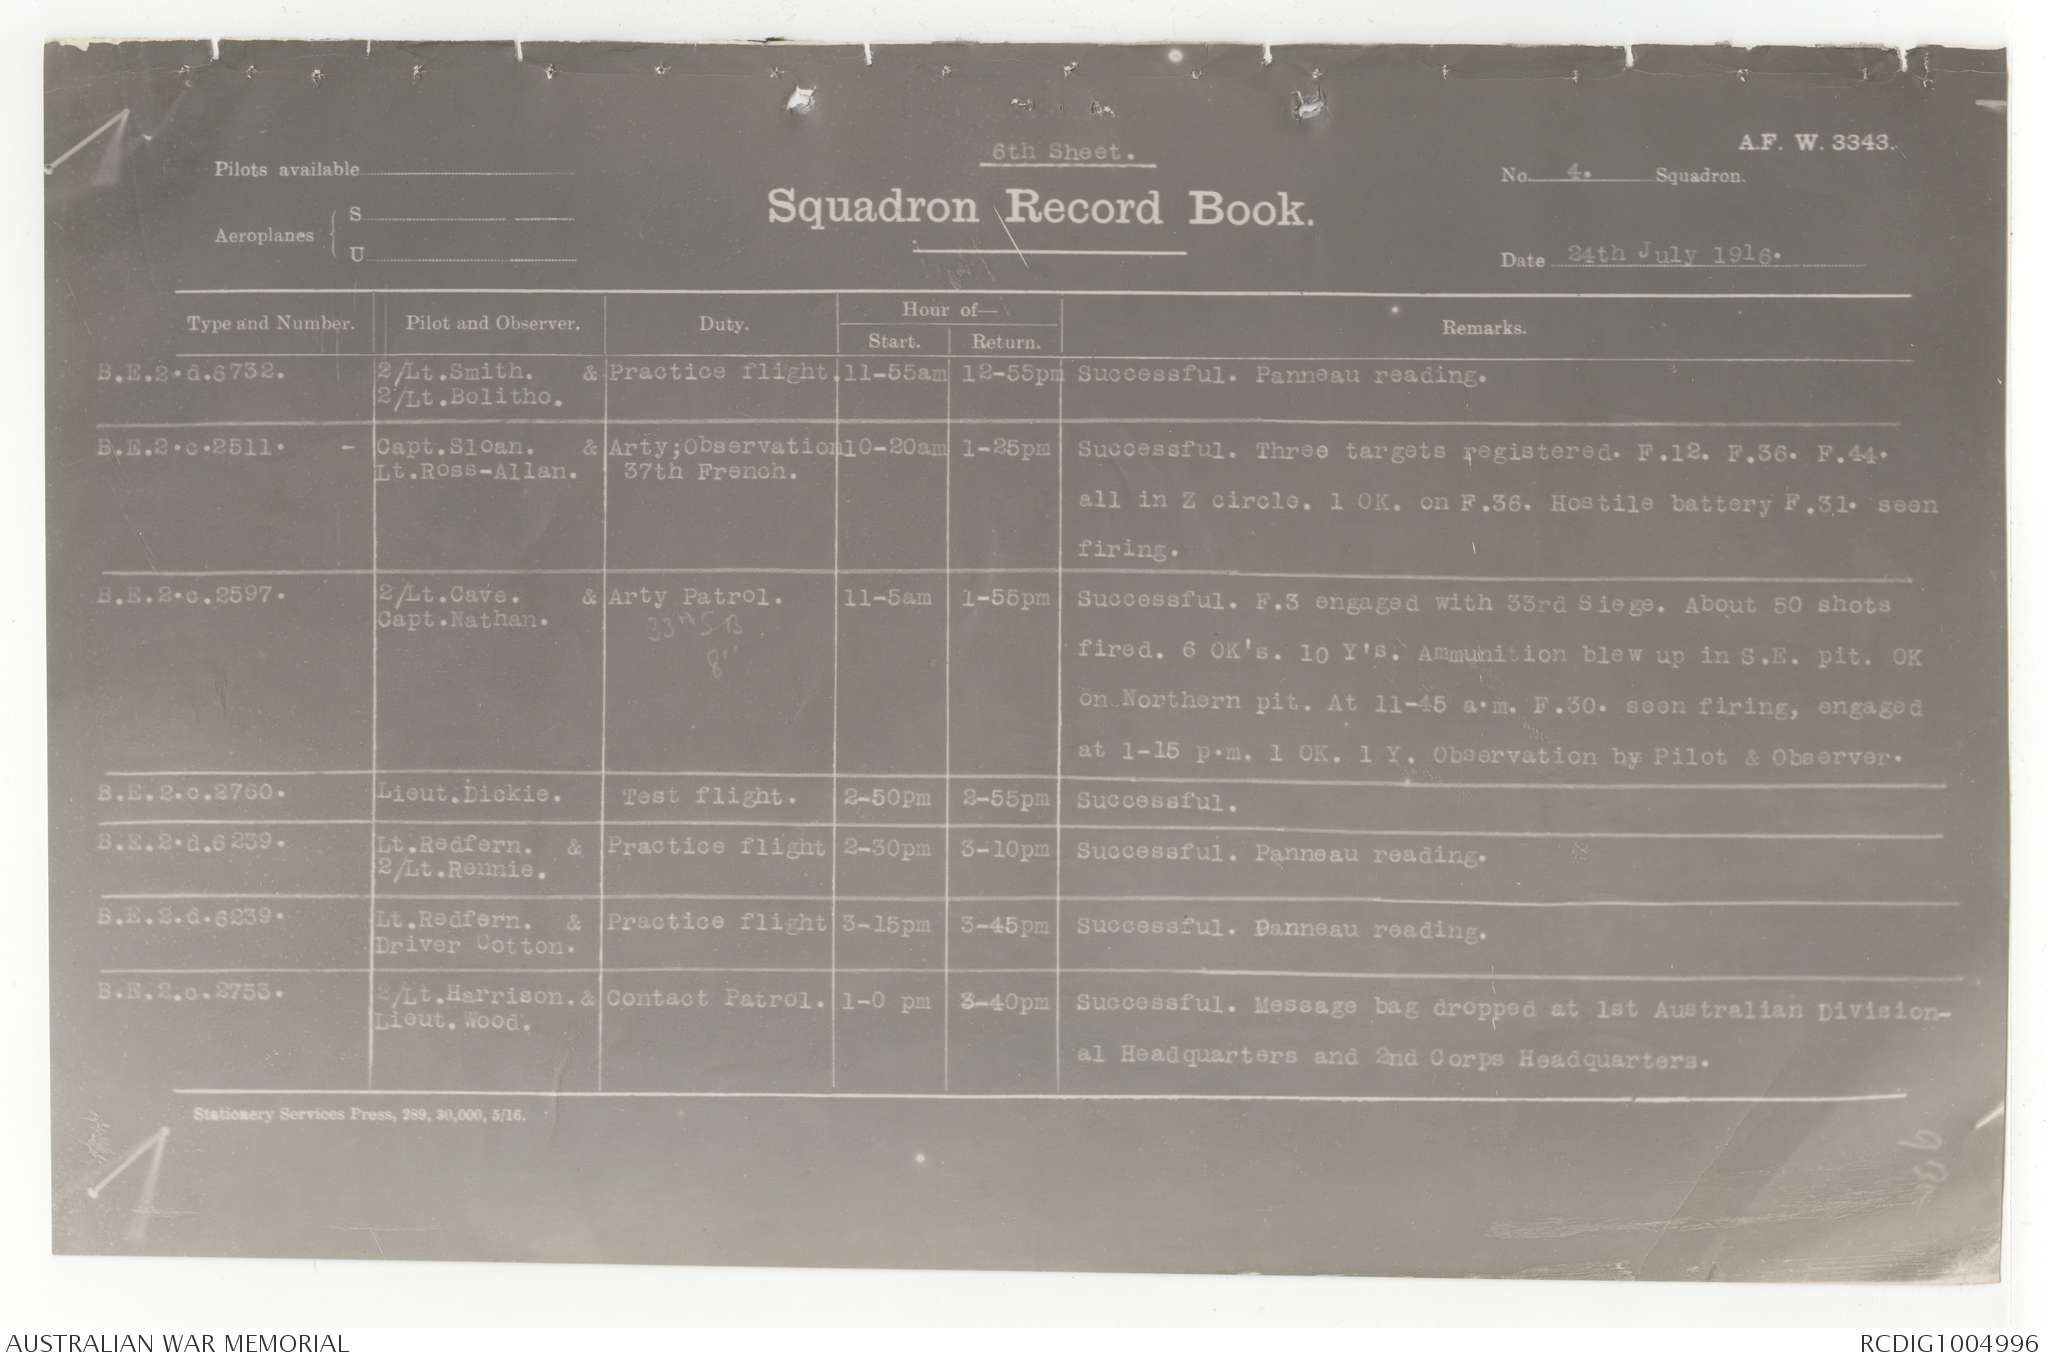 6th Sheet.
A.F. W. 3343.
Pilots available
No. 4. Squadron.
Squadron Record Book.
Aeroplanes { S
U
Date 24th July 1916.
Type and Number. Pilot and Observer. Duty. Hour of— Remarks.
Start. Return.
B.E.2.d.6732. 2/Lt.Smith. & Practice flight. 11-55am 12-55pm Successful. Panneau reading.
2/Lt.Bolitho.
B.E.2.c.2511. - Capt.Sloan. & Arty;Observation 10-20am 1-25pm Successful. Three targets registered. F.12. F.36. F.44.
Lt.Ross-Allan. 37th French.
all in Z circle. 1 OK. on F.36. Hostile battery F.31. seen
firing.
B.E.2.c.2597. 2/Lt.Cave. & Arty Patrol. 11-5am 1-55pm Successful. F.3 engaged with 33rd Siege. About 50 shots
Capt.Nathan. 33rd S B
8"
fired. 6 OK's. 10 Y's. Ammunition blew up in S.E. pit. OK
on Northern pit. At 11-45 a.m. F.30. seen firing, engaged
at 1-15 p.m. 1 OK. 1 Y. Observation by Pilot & Observer.
B.E.2.c.2760. Lieut.Dickie. Test flight. 2-50pm 2-55pm Successful.
B.E.2.d.6239. Lt.Redfern. & Practice flight 2-30pm 3-10pm Successful. Panneau reading.
2/Lt.Rennie.
B.E.2.d.6239. Lt.Redfern. & Practice flight 3-15pm 3-45pm Successful. Panneau reading.
Driver Cotton.
B.E.2.c.2753. 2/Lt.Harrison. & Contact Patrol. 1-0 pm 3-40pm Successful. Message bag dropped at 1st Australian Division-
Lieut.Wood.
al Headquarters and 2nd Corps Headquarters.
Stationery Services Press, 289, 30,000, 5/16.
AUSTRALIAN WAR MEMORIAL
RCDIG1004996